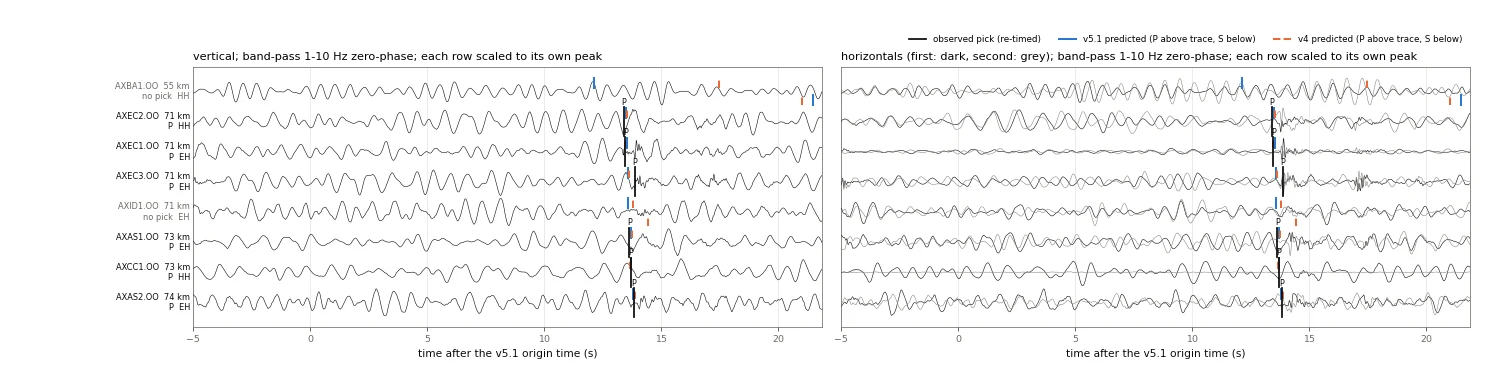 observed pick (re-timed) v5.1 predicted (P above trace, S below) v4 predicted (P above trace, S below)
vertical; band-pass 1-10 Hz zero-phase; each row scaled to its own peak
horizontals (first: dark, second: grey); band-pass 1-10 Hz zero-phase; each row scaled to its own peak
AXBA1.OO 55 km
no pick HH
AXEC2.OO 71 km
P HH
AXEC1.OO 71 km
P EH
AXEC3.OO 71 km
P EH
AXID1.OO 71 km
no pick EH
AXAS1.OO 73 km
P EH
AXCC1.OO 73 km
P HH
AXAS2.OO 74 km
P EH
P
P
P
P
P
P
P
P
P
P
P
P
−5 0 5 10 15 20
−5 0 5 10 15 20
time after the v5.1 origin time (s)
time after the v5.1 origin time (s)